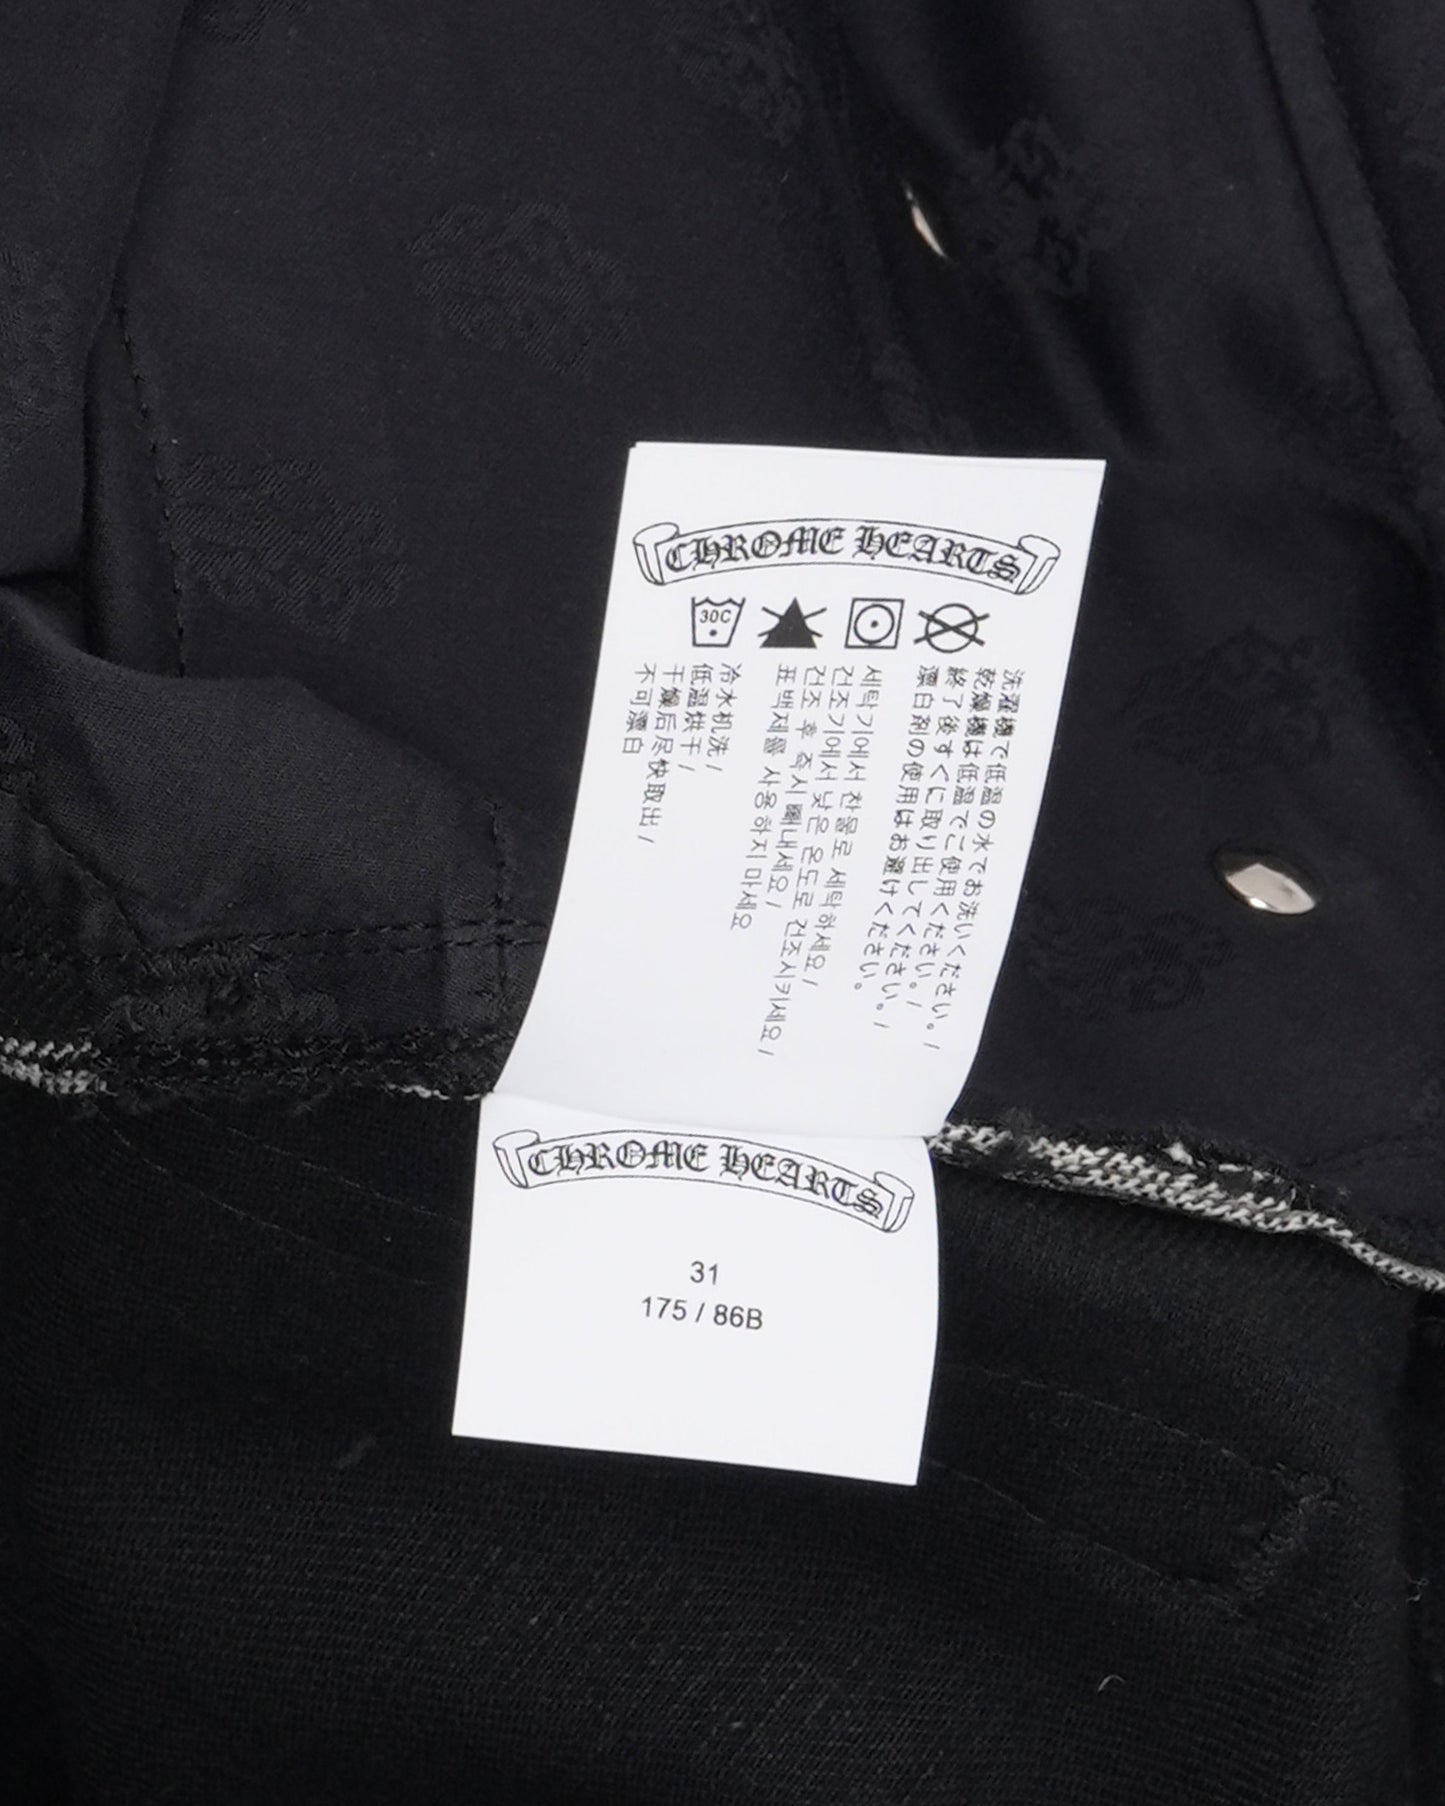 CHROME HEARTS
30C
洗濯機で低温の水でお洗いください。/
乾燥機は低温でご使用ください。/
終了後すぐに取り出してください。/
漂白剤の使用はお避けください。
세탁기에서 찬물로 세탁하세요/
건조기에서 낮은 온도로 건조시키세요/
건조 후 즉시 빼내세요/
표백제를 사용하지마세요
冷水机洗/
低温烘干/
干燥后尽快取出/
不可漂白
CHROME HEARTS
31
175 / 86B